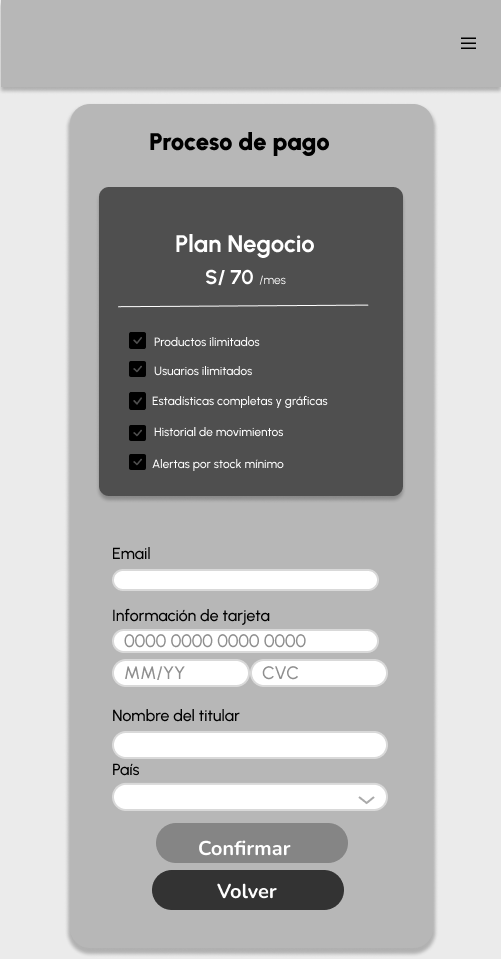 Proceso de pago
Plan Negocio
S/ 70 /mes
Productos ilimitados
Usuarios ilimitados
Estadísticas completas y gráficas
Historial de movimientos
Alertas por stock mínimo
Email
Información de tarjeta
0000 0000 0000 0000
MM/YY CVC
Nombre del titular
País
Confirmar
Volver